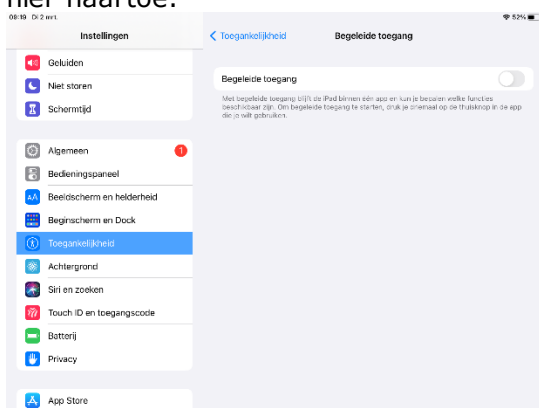 hier naartoe:
09:19 Di 2 mrt.
52%
Instellingen
Geluiden
Niet storen
Schermtijd
Algemeen
1
Bedieningspaneel
AA
Beeldscherm en helderheid
Beginscherm en Dock
Toegankelijkheid
Achtergrond
Siri en zoeken
Touch ID en toegangscode
Batterij
Privacy
App Store
Toegankelijkheid
Begeleide toegang
Begeleide toegang
Met begeleide toegang blijft de iPad binnen één app en kun je bepalen welke functies
beschikbaar zijn. Om begeleide toegang te starten, druk je driemaal op de thuisknop in de app
die je wilt gebruiken.